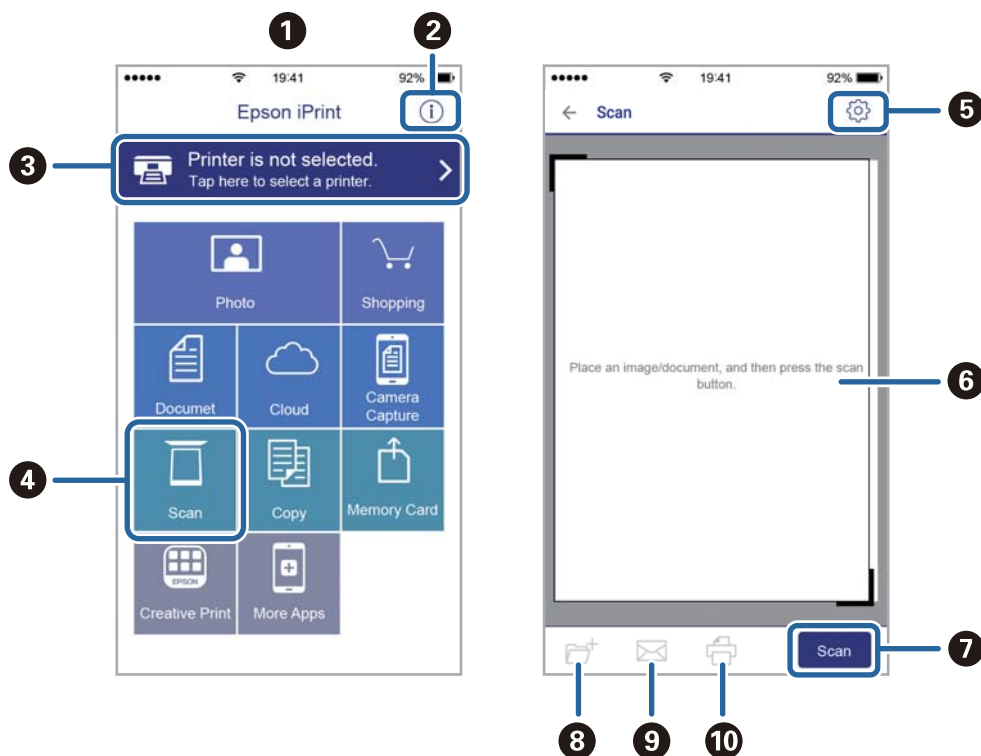 1
2
19:41
92%
Epson iPrint
i
3
Printer is not selected.
Tap here to select a printer.
Photo
Shopping
Documet
Cloud
Camera
Capture
4
Scan
Copy
Memory Card
EPSON
Creative Print
More Apps
19:41
92%
Scan
5
Place an image/document, and then press the scan
button.
6
Scan
7
8
9
10